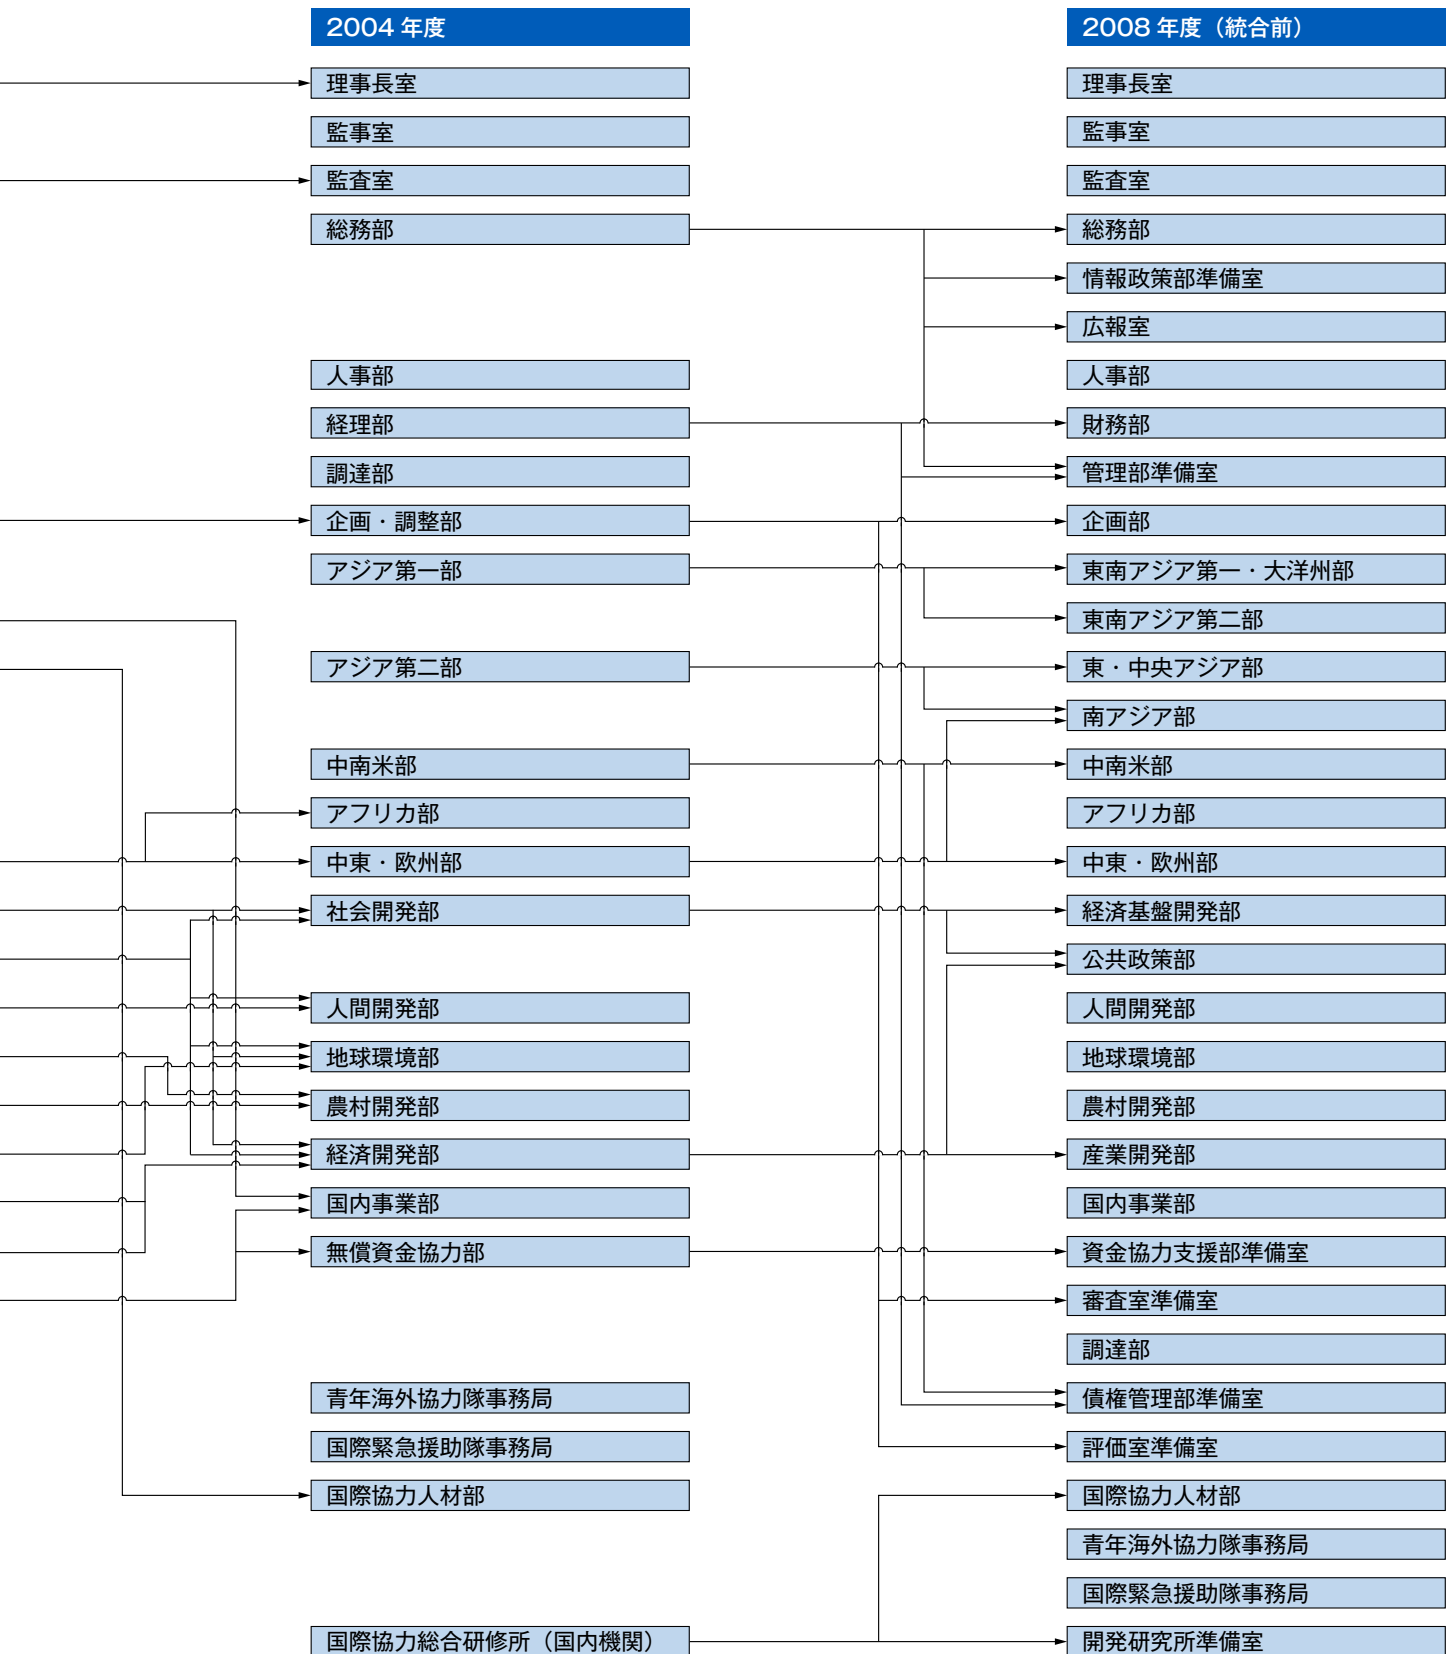 2004 年度
理事長室
監事室
監査室
総務部
人事部
経理部
調達部
企画・調整部
アジア第一部
アジア第二部
中南米部
アフリカ部
中東・欧州部
社会開発部
人間開発部
地球環境部
農村開発部
経済開発部
国内事業部
無償資金協力部
青年海外協力隊事務局
国際緊急援助隊事務局
国際協力人材部
国際協力総合研修所（国内機関）
2008 年度（統合前）
理事長室
監事室
監査室
総務部
情報政策部準備室
広報室
人事部
財務部
管理部準備室
企画部
東南アジア第一・大洋州部
東南アジア第二部
東・中央アジア部
南アジア部
中南米部
アフリカ部
中東・欧州部
経済基盤開発部
公共政策部
人間開発部
地球環境部
農村開発部
産業開発部
国内事業部
資金協力支援部準備室
審査室準備室
調達部
債権管理部準備室
評価室準備室
国際協力人材部
青年海外協力隊事務局
国際緊急援助隊事務局
開発研究所準備室